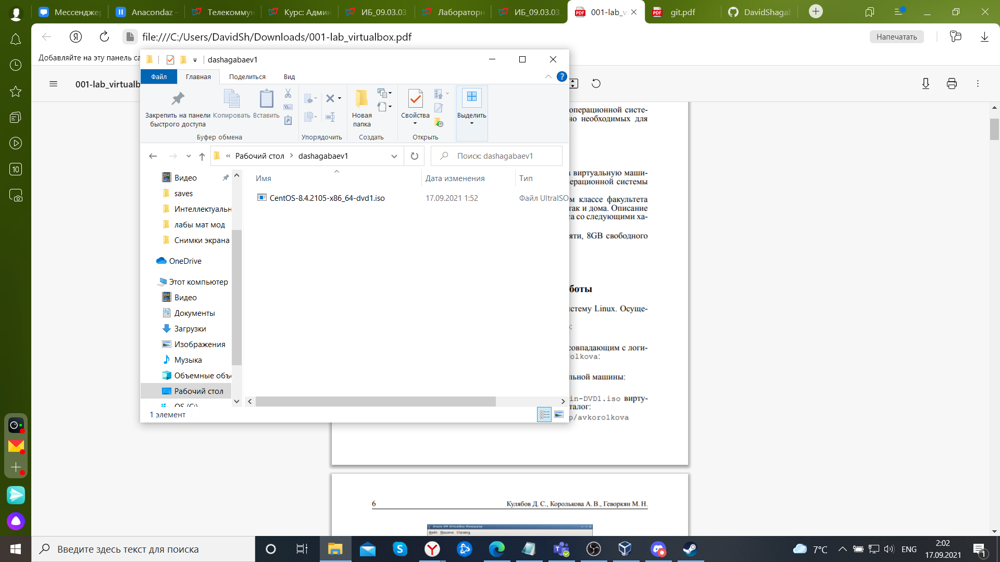 Мессендже
Anacondaz -
Телекоммун
Курс: Админ
ИБ_09.03.03
Лаборатор
ИБ_09.03.03
001-lab_v
git.pdf
DavidShagab
file:///C:/Users/DavidSh/Downloads/001-lab_virtualbox.pdf
Напечатать
Добавляйте на эту панель са
dashagabaev1
001-lab_virtualb
Файл
Главная
Поделиться
Вид
Закрепить на панели
быстрого доступа
Копировать
Вставить
Буфер обмена
Упорядочить
Новая
папка
Создать
Свойства
Открыть
Выделить
« Рабочий стол > dashagabaev1
Поиск: dashagabaev1
Имя
Дата изменения
Тип
CentOS-8.4.2105-x86_64-dvd1.iso
17.09.2021 1:52
Файл UltraISO
Видео
saves
Интеллектуальн
лабы мат мод
Снимки экрана
OneDrive
Этот компьютер
Видео
Документы
Загрузки
Изображения
Музыка
Объемные объ
Рабочий стол
OS (C:)
1 элемент
операционной систе-
но необходимых для
виртуальную маши-
ерационной системы
м классе факультета
так и дома. Описание
са со следующими ха-
яти, 8GB свободного
боты
истему Linux. Осуще-
совпадающим с логи-
olkova:
льной машины:
in-DVD1.iso вирту-
талог:
p/avkorolkova
6
Кулябов Д. С., Королькова А. В., Геворкян М. Н.
Oracle VM VirtualBox Менеджер
Файл Машина Справка
10
Введите здесь текст для поиска
7°C
ENG
2:02
17.09.2021
1